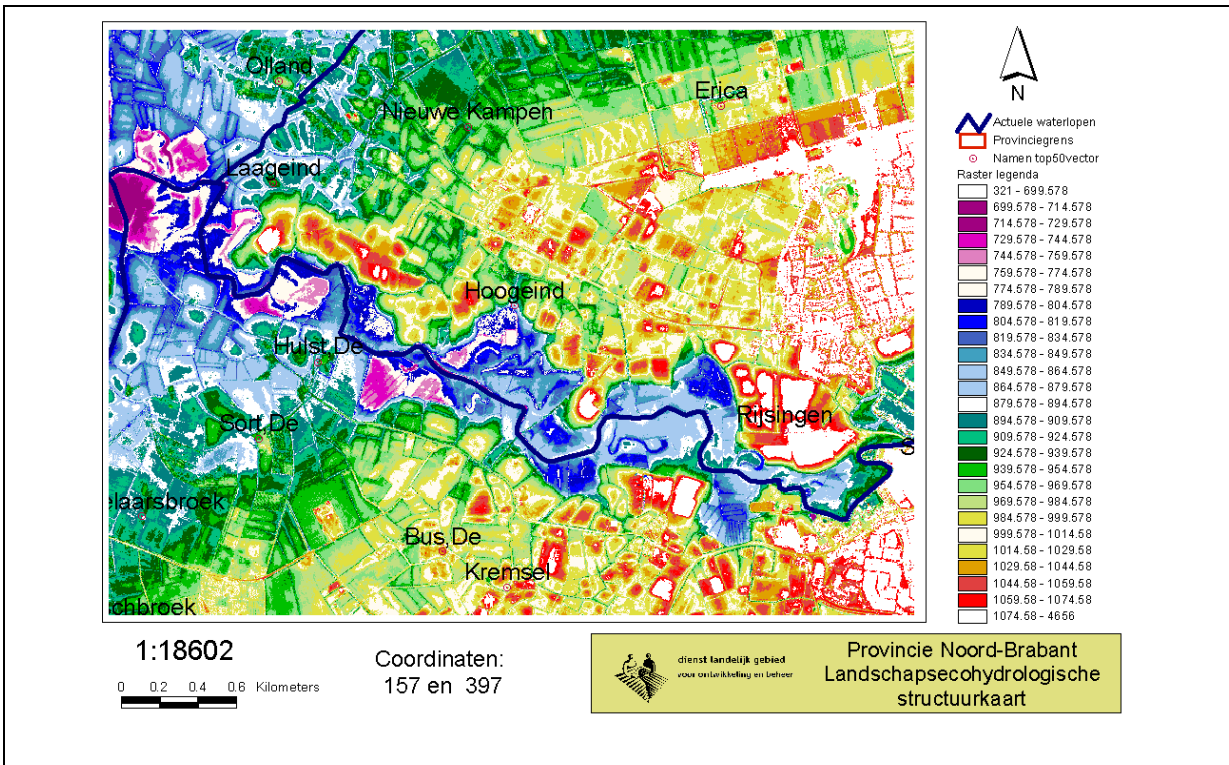 Olland
Nieuwe Kampen
Erica
Laageind
Hoogeind
Hulst,De
Sort,De
Rijsingen
S
elaarsbroek
Bus,De
Kremsel
chbroek
N
Actuele waterlopen
Provinciegrens
Namen top50vector
Raster legenda
321 - 699.578
699.578 - 714.578
714.578 - 729.578
729.578 - 744.578
744.578 - 759.578
759.578 - 774.578
774.578 - 789.578
789.578 - 804.578
804.578 - 819.578
819.578 - 834.578
834.578 - 849.578
849.578 - 864.578
864.578 - 879.578
879.578 - 894.578
894.578 - 909.578
909.578 - 924.578
924.578 - 939.578
939.578 - 954.578
954.578 - 969.578
969.578 - 984.578
984.578 - 999.578
999.578 - 1014.58
1014.58 - 1029.58
1029.58 - 1044.58
1044.58 - 1059.58
1059.58 - 1074.58
1074.58 - 4656
1:18602
0 0.2 0.4 0.6 Kilometers
Coordinaten:
157 en 397
dienst landelijk gebied
voor ontwikkeling en beheer
Provincie Noord-Brabant
Landschapsecohydrologische
structuurkaart